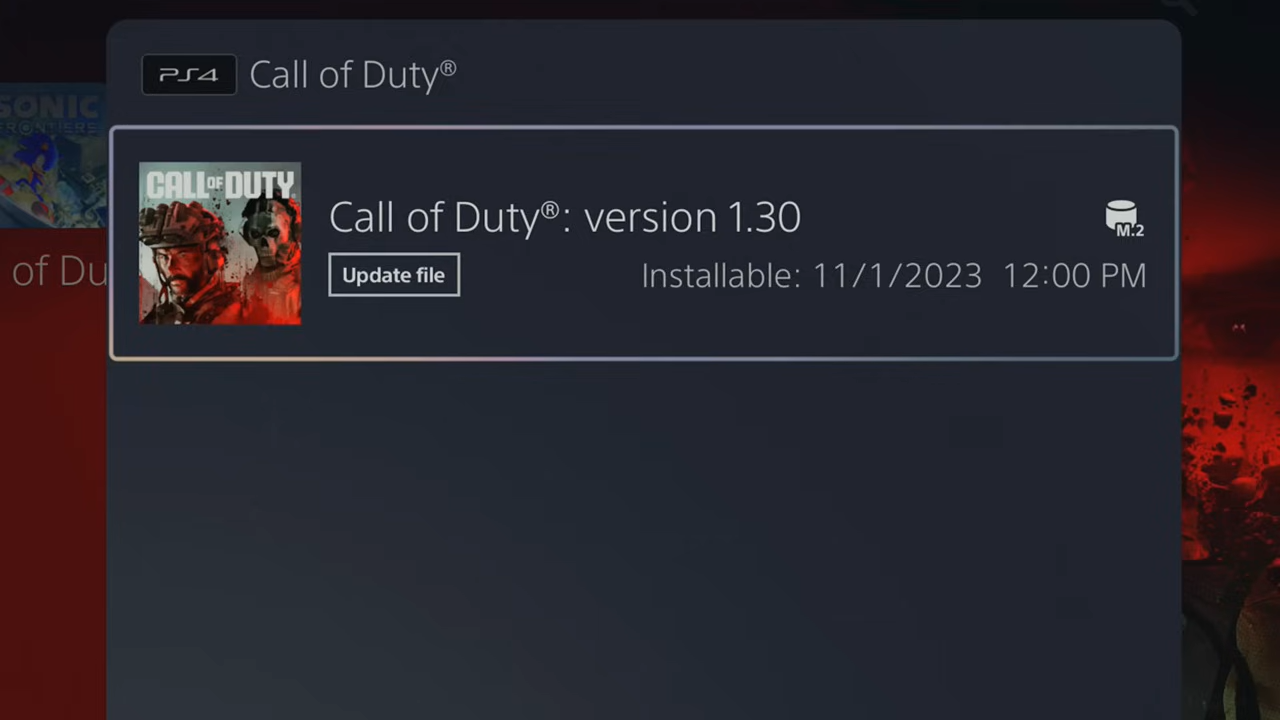 PS4 Call of Duty®
SONIC
FRONTIERS
of Du
CALL OF DUTY
Call of Duty®: version 1.30
M.2
Update file
Installable: 11/1/2023 12:00 PM